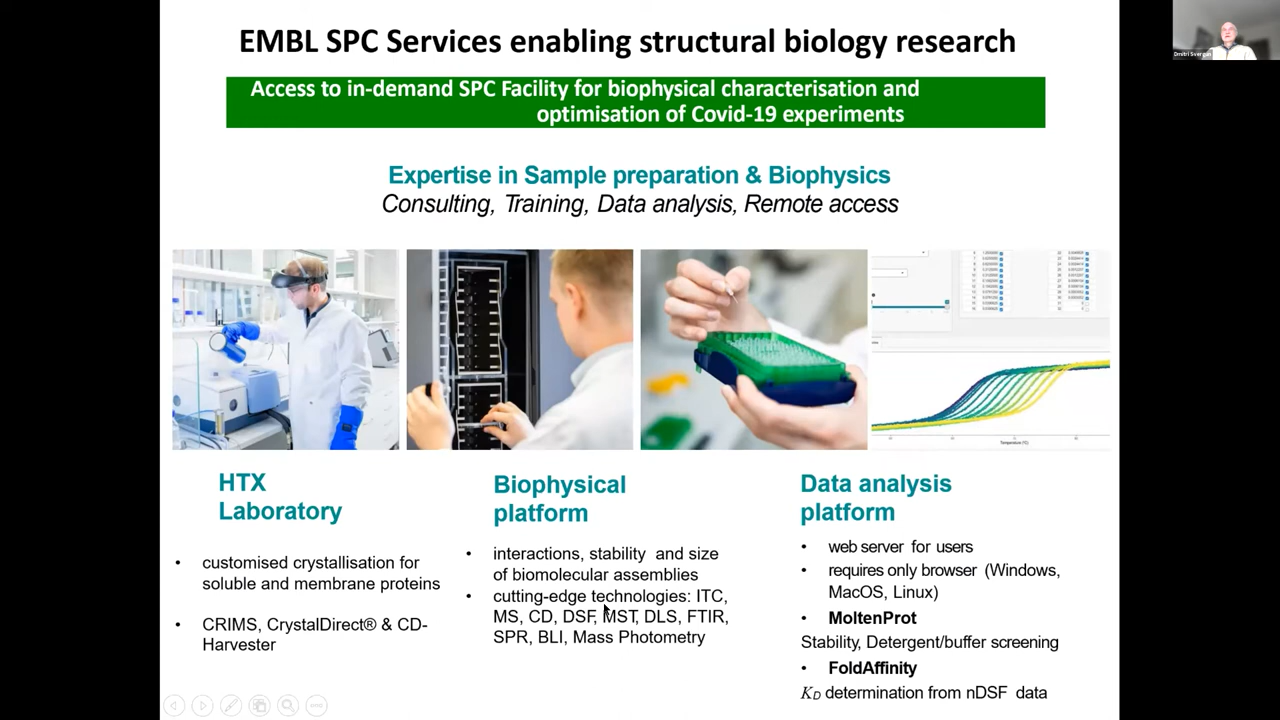 EMBL SPC Services enabling structural biology research
Dmitri Svergun
Access to in-demand SPC Facility for biophysical characterisation and
optimisation of Covid-19 experiments
Expertise in Sample preparation & Biophysics
Consulting, Training, Data analysis, Remote access
Temperature (°C)
HTX
Laboratory
• customised crystallisation for
soluble and membrane proteins
• CRIMS, CrystalDirect® & CD-
Harvester
Biophysical
platform
• interactions, stability and size
of biomolecular assemblies
• cutting-edge technologies: ITC,
MS, CD, DSF, MST, DLS, FTIR,
SPR, BLI, Mass Photometry
Data analysis
platform
• web server for users
• requires only browser (Windows,
MacOS, Linux)
• MoltenProt
Stability, Detergent/buffer screening
• FoldAffinity
K_D determination from nDSF data